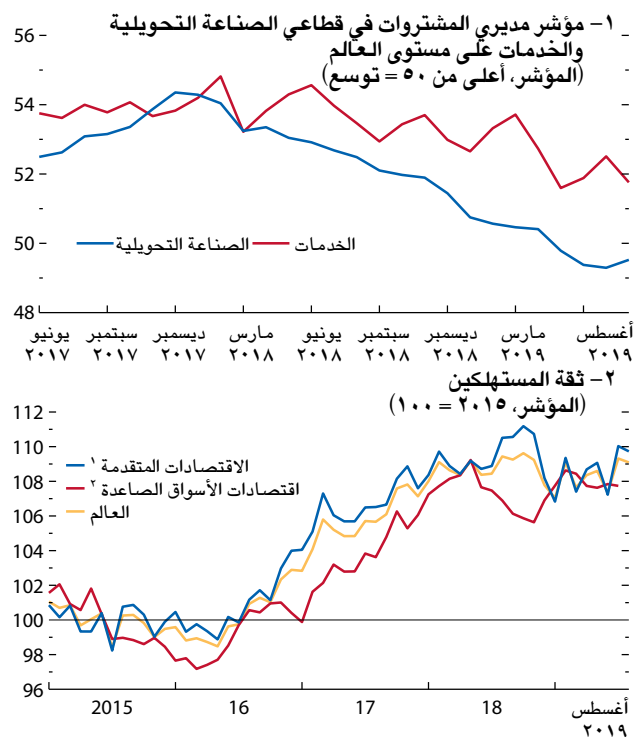 ١– مؤشر مديري المشتروات في قطاعي الصناعة التحويلية
والخدمات على مستوى العالم
(المؤشر، أعلى من ٥٠ = توسع)
56
54
52
50
48
الصناعة التحويلية
الخدمات
يونيو
٢٠١٧
سبتمبر
٢٠١٧
ديسمبر
٢٠١٧
مارس
٢٠١٨
يونيو
٢٠١٨
سبتمبر
٢٠١٨
ديسمبر
٢٠١٨
مارس
٢٠١٩
أغسطس
٢٠١٩
٢– ثقة المستهلكين
(المؤشر، ٢٠١٥ = ١٠٠)
112
110
108
106
104
102
100
98
96
الاقتصادات المتقدمة ١
اقتصادات الأسواق الصاعدة ٢
العالم
2015
16
17
18
أغسطس
٢٠١٩